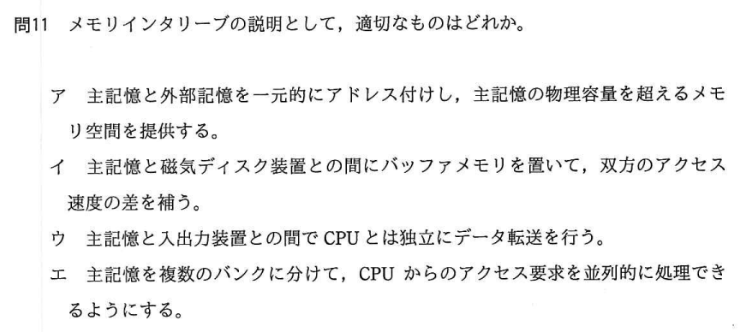 問11 メモリインタリーブの説明として，適切なものはどれか。
ア 主記憶と外部記憶を一元的にアドレス付けし，主記憶の物理容量を超えるメモ
リ空間を提供する。
イ 主記憶と磁気ディスク装置との間にバッファメモリを置いて，双方のアクセス
速度の差を補う。
ウ 主記憶と入出力装置との間で CPU とは独立にデータ転送を行う。
エ 主記憶を複数のバンクに分けて，CPU からのアクセス要求を並列的に処理でき
るようにする。